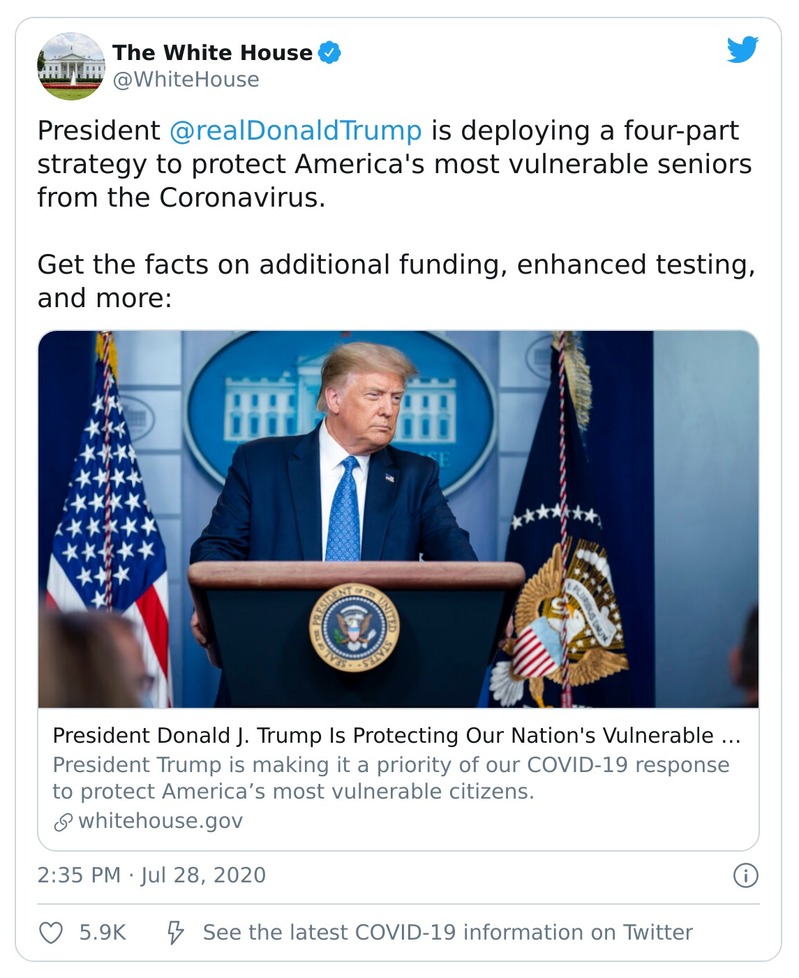 The White House
@WhiteHouse
President @realDonaldTrump is deploying a four-part
strategy to protect America's most vulnerable seniors
from the Coronavirus.
Get the facts on additional funding, enhanced testing,
and more:
SEAL OF THE PRESIDENT OF THE UNITED STATES
President Donald J. Trump Is Protecting Our Nation's Vulnerable ...
President Trump is making it a priority of our COVID-19 response
to protect America’s most vulnerable citizens.
whitehouse.gov
2:35 PM · Jul 28, 2020
5.9K
See the latest COVID-19 information on Twitter